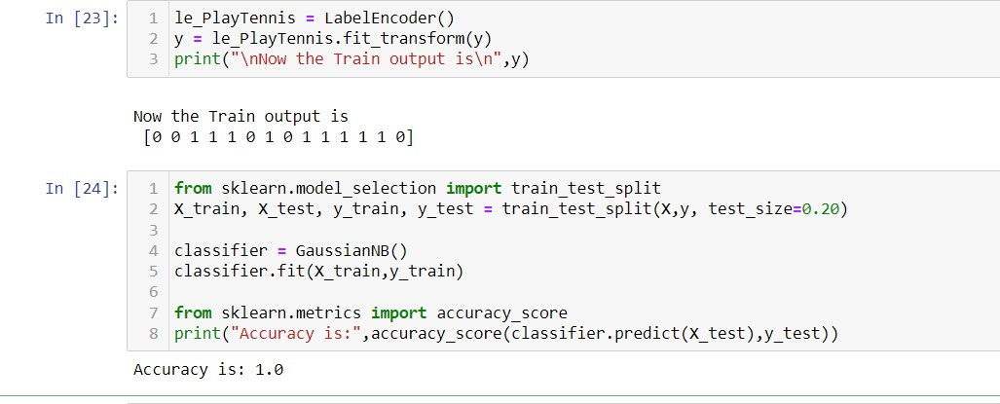 In [23]:
1 le_PlayTennis = LabelEncoder()
2 y = le_PlayTennis.fit_transform(y)
3 print("\nNow the Train output is\n",y)
Now the Train output is
[0 0 1 1 1 0 1 0 1 1 1 1 1 0]
In [24]:
1 from sklearn.model_selection import train_test_split
2 X_train, X_test, y_train, y_test = train_test_split(X,y, test_size=0.20)
3
4 classifier = GaussianNB()
5 classifier.fit(X_train,y_train)
6
7 from sklearn.metrics import accuracy_score
8 print("Accuracy is:",accuracy_score(classifier.predict(X_test),y_test))
Accuracy is: 1.0